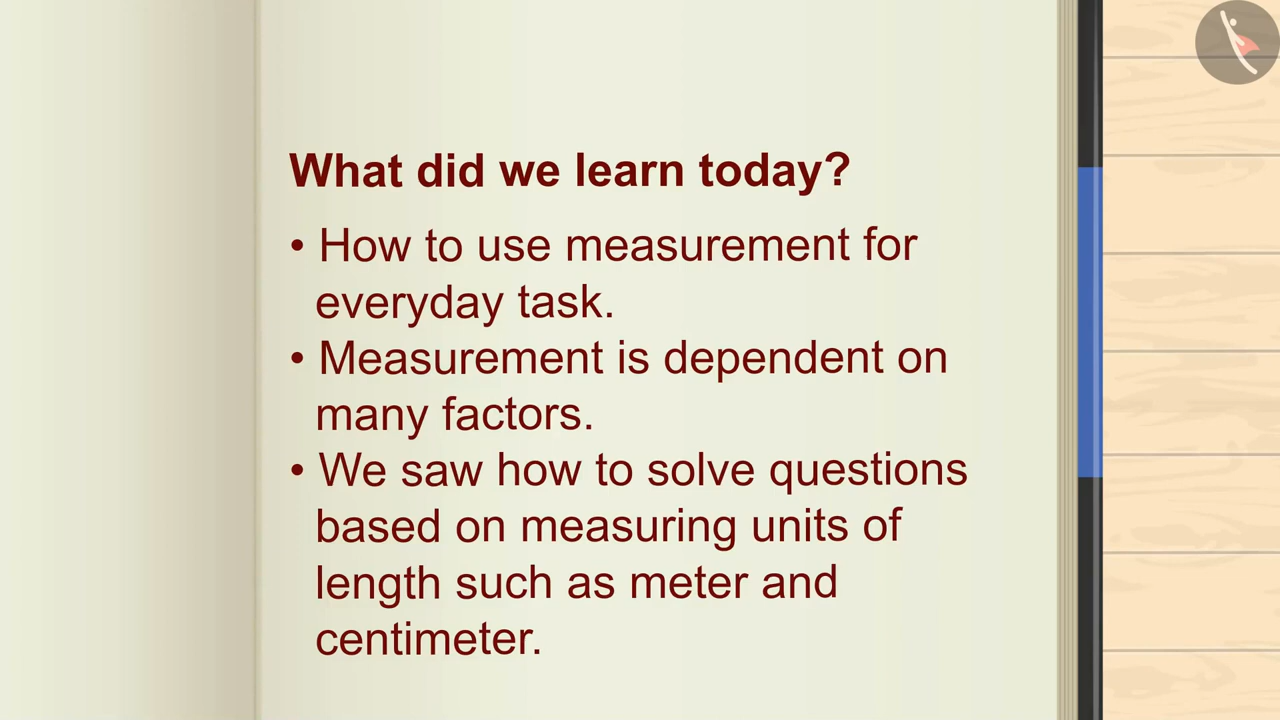 What did we learn today?
• How to use measurement for
everyday task.
• Measurement is dependent on
many factors.
• We saw how to solve questions
based on measuring units of
length such as meter and
centimeter.